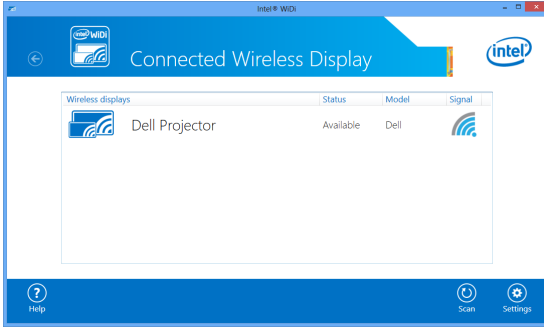 Intel® WiDi
intel WiDi
Connected Wireless Display
intel
Wireless displays Status Model Signal
Dell Projector Available Dell
?
Help Scan Settings